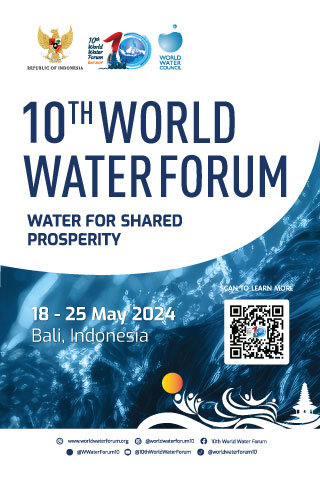 REPUBLIC OF INDONESIA
10th World Water Forum
10
WORLD WATER COUNCIL
10TH WORLD
WATER FORUM
WATER FOR SHARED
PROSPERITY
SCAN TO LEARN MORE
18 - 25 May 2024
Bali, Indonesia
www.worldwaterforum.org @worldwaterforum10 10th World Water Forum
@WWaterForum10 @10thWorldWaterForum @worldwaterforum10